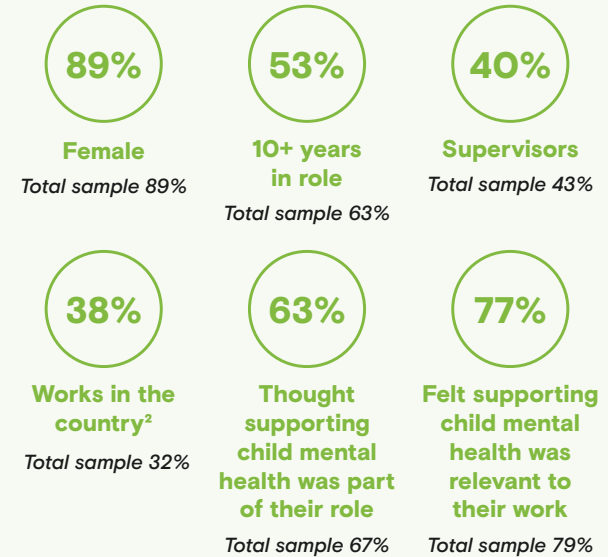 89%
Female
Total sample 89%
53%
10+ years
in role
Total sample 63%
40%
Supervisors
Total sample 43%
38%
Works in the
country²
Total sample 32%
63%
Thought
supporting
child mental
health was part
of their role
Total sample 67%
77%
Felt supporting
child mental
health was
relevant to
their work
Total sample 79%